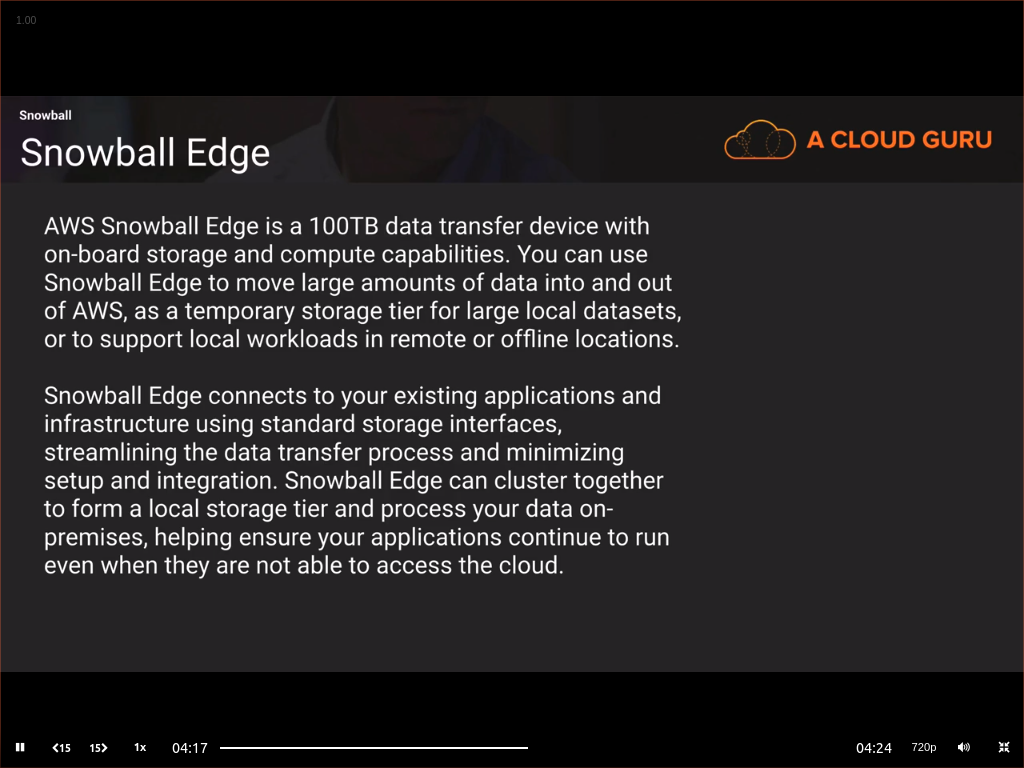 1.00
Snowball
Snowball Edge
A CLOUD GURU
AWS Snowball Edge is a 100TB data transfer device with
on-board storage and compute capabilities. You can use
Snowball Edge to move large amounts of data into and out
of AWS, as a temporary storage tier for large local datasets,
or to support local workloads in remote or offline locations.
Snowball Edge connects to your existing applications and
infrastructure using standard storage interfaces,
streamlining the data transfer process and minimizing
setup and integration. Snowball Edge can cluster together
to form a local storage tier and process your data on-
premises, helping ensure your applications continue to run
even when they are not able to access the cloud.
15 15 1x 04:17 04:24 720p